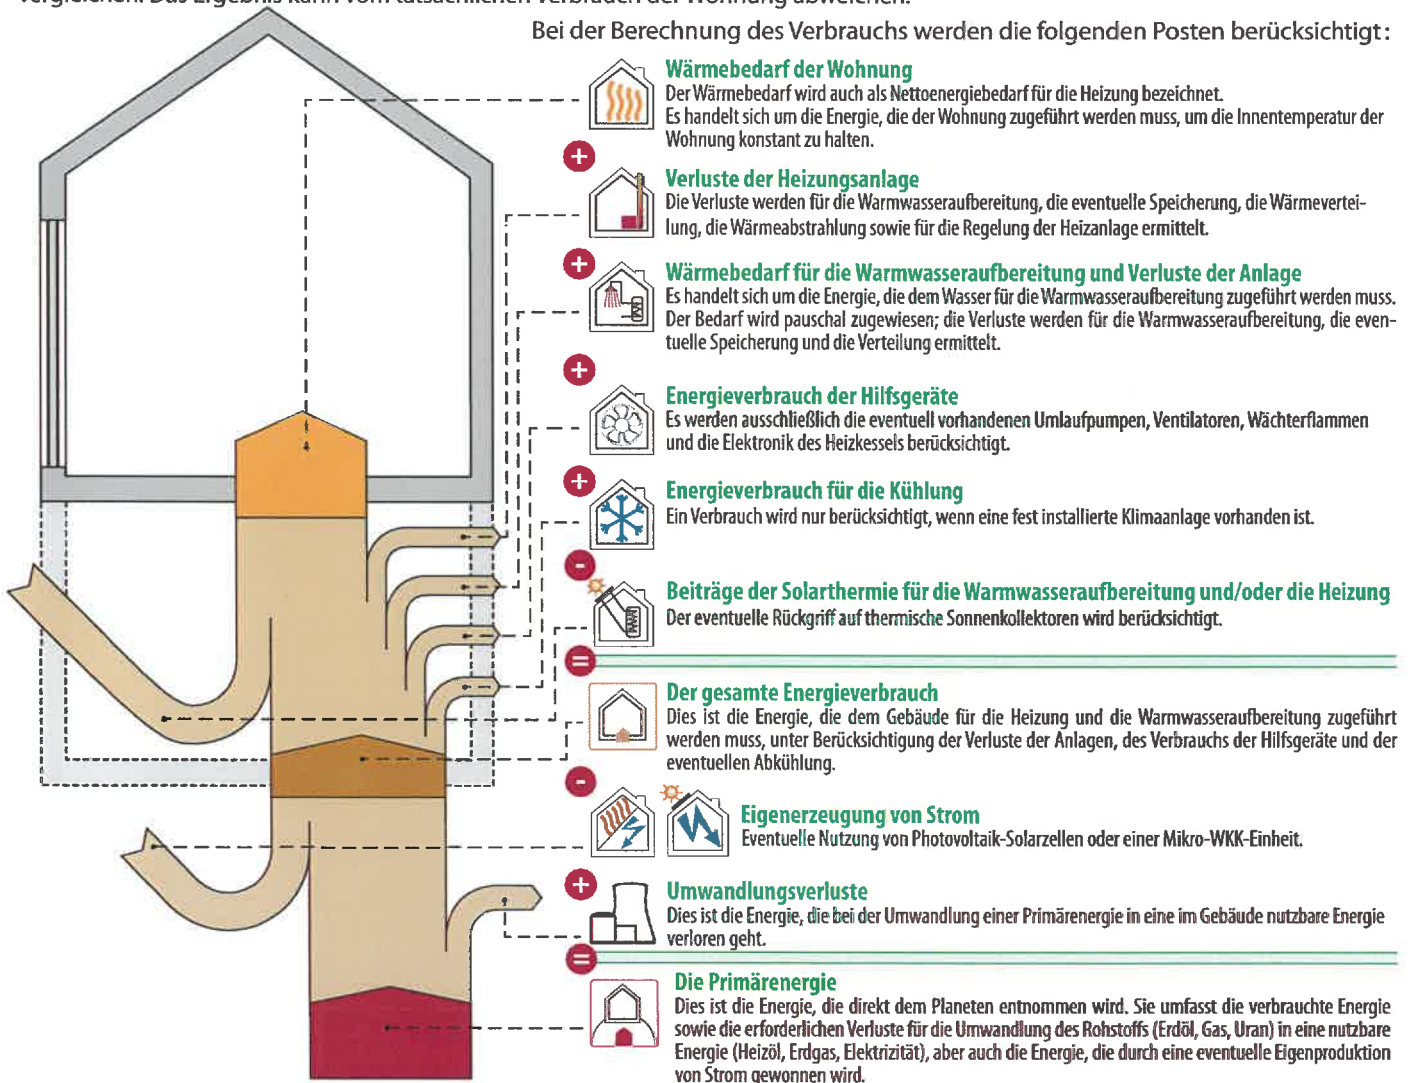 vergleichen. Das Ergebnis kann vom tatsächlichen Verbrauch der Wohnung abweichen.
Bei der Berechnung des Verbrauchs werden die folgenden Posten berücksichtigt:
Wärmebedarf der Wohnung
Der Wärmebedarf wird auch als Nettoenergiebedarf für die Heizung bezeichnet.
Es handelt sich um die Energie, die der Wohnung zugeführt werden muss, um die Innentemperatur der
Wohnung konstant zu halten.
+
Verluste der Heizungsanlage
Die Verluste werden für die Warmwasseraufbereitung, die eventuelle Speicherung, die Wärmevertei-
lung, die Wärmeabstrahlung sowie für die Regelung der Heizanlage ermittelt.
+
Wärmebedarf für die Warmwasseraufbereitung und Verluste der Anlage
Es handelt sich um die Energie, die dem Wasser für die Warmwasseraufbereitung zugeführt werden muss.
Der Bedarf wird pauschal zugewiesen; die Verluste werden für die Warmwasseraufbereitung, die even-
tuelle Speicherung und die Verteilung ermittelt.
+
Energieverbrauch der Hilfsgeräte
Es werden ausschließlich die eventuell vorhandenen Umlaufpumpen, Ventilatoren, Wächterflammen
und die Elektronik des Heizkessels berücksichtigt.
+
Energieverbrauch für die Kühlung
Ein Verbrauch wird nur berücksichtigt, wenn eine fest installierte Klimaanlage vorhanden ist.
-
Beiträge der Solarthermie für die Warmwasseraufbereitung und/oder die Heizung
Der eventuelle Rückgriff auf thermische Sonnenkollektoren wird berücksichtigt.
=
Der gesamte Energieverbrauch
Dies ist die Energie, die dem Gebäude für die Heizung und die Warmwasseraufbereitung zugeführt
werden muss, unter Berücksichtigung der Verluste der Anlagen, des Verbrauchs der Hilfsgeräte und der
eventuellen Abkühlung.
-
Eigenerzeugung von Strom
Eventuelle Nutzung von Photovoltaik-Solarzellen oder einer Mikro-WKK-Einheit.
+
Umwandlungsverluste
Dies ist die Energie, die bei der Umwandlung einer Primärenergie in eine im Gebäude nutzbare Energie
verloren geht.
=
Die Primärenergie
Dies ist die Energie, die direkt dem Planeten entnommen wird. Sie umfasst die verbrauchte Energie
sowie die erforderlichen Verluste für die Umwandlung des Rohstoffs (Erdöl, Gas, Uran) in eine nutzbare
Energie (Heizöl, Erdgas, Elektrizität), aber auch die Energie, die durch eine eventuelle Eigenproduktion
von Strom gewonnen wird.